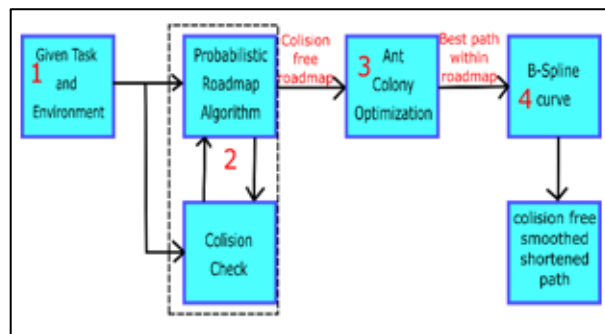 1
Given Task
and
Environment
Probabilistic
Roadmap
Algorithm
2
Collision
Check
Colision
free
roadmap
3
Ant
Colony
Optimization
Best path
within
roadmap
B-Spline
4 curve
colision free
smoothed
shortened
path